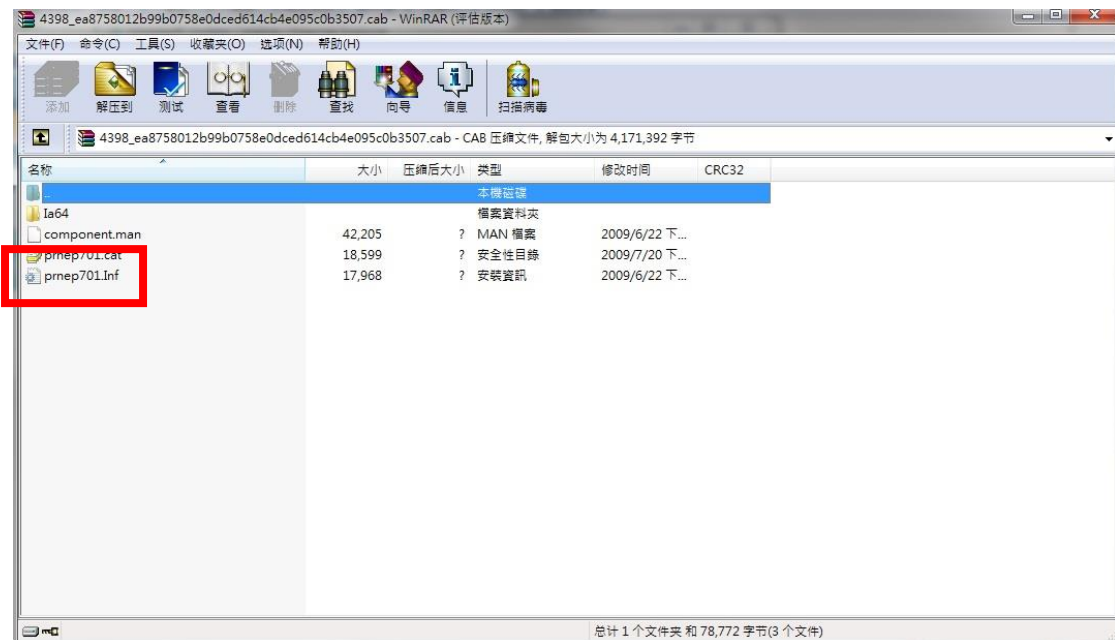 4398_ea8758012b99b0758e0dced614cb4e095c0b3507.cab - WinRAR (评估版本)
文件(F) 命令(C) 工具(S) 收藏夹(O) 选项(N) 帮助(H)
添加 解压到 测试 查看 删除 查找 向导 信息 扫描病毒
4398_ea8758012b99b0758e0dced614cb4e095c0b3507.cab - CAB 压缩文件, 解包大小为 4,171,392 字节
名称 大小 压缩后大小 类型 修改时间 CRC32
.. 本機磁碟
Ia64 檔案資料夾
component.man 42,205 ? MAN 檔案 2009/6/22 下...
prnep701.cat 18,599 ? 安全性目錄 2009/7/20 下...
prnep701.Inf 17,968 ? 安裝資訊 2009/6/22 下...
总计 1 个文件夹 和 78,772 字节(3 个文件)